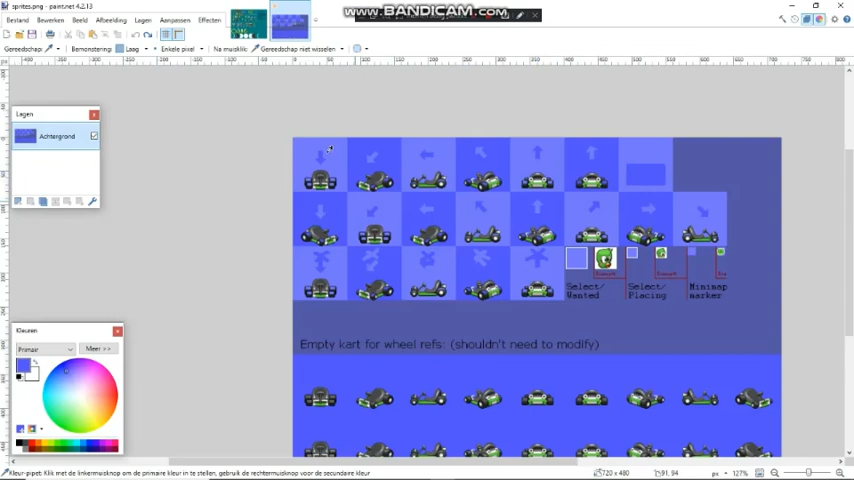 sprites.png - paint.net 4.2.13
WWW.BANDICAM.COM
Bestand Bewerken Beeld Afbeelding Lagen Aanpassen Effecten
Gereedschap: Bemonstering: Laag Enkele pixel Na muisklik: Gereedschap niet wisselen
Lagen
Achtergrond
Select/
Wanted
Select/
Placing
Minimap
marker
Kleuren
Primair
Meer >>
Empty kart for wheel refs: (shouldn't need to modify)
Kleur-pipet: Klik met de linkermuisknop om de primaire kleur in te stellen, gebruik de rechtermuisknop voor de secundaire kleur
720 x 480
91, 94
px
127%